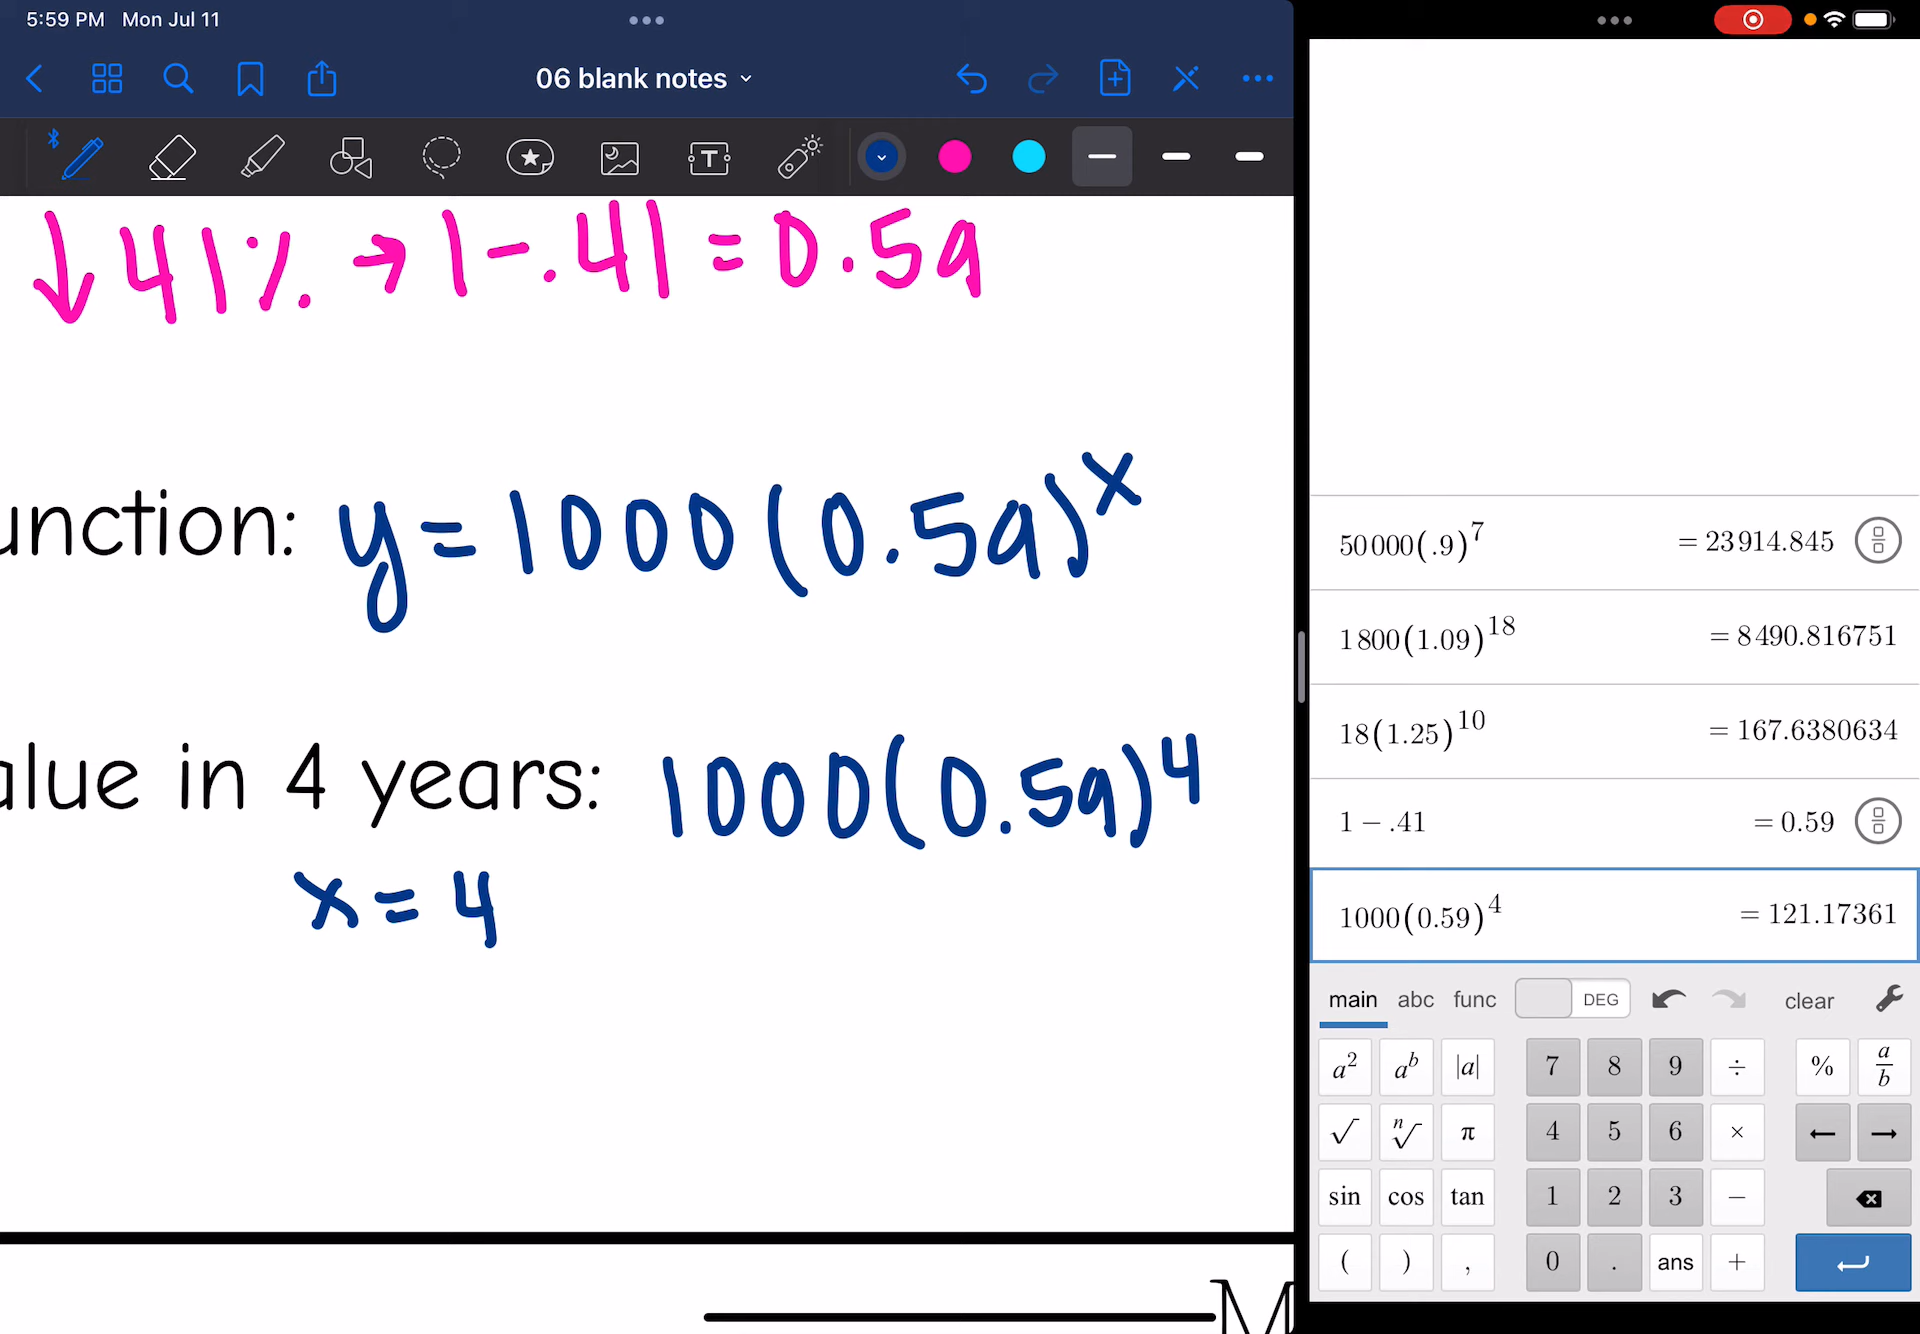 5:59 PM Mon Jul 11
06 blank notes
↓ 41% → 1 - .41 = 0.59
unction: y = 1000(0.59)^x
alue in 4 years: 1000(0.59)^4
x = 4
M
50000(.9)^7 = 23914.845
1800(1.09)^18 = 8490.816751
18(1.25)^10 = 167.6380634
1 − .41 = 0.59
1000(0.59)^4 = 121.17361
main abc func DEG clear
a^2 a^b |a| 7 8 9 ÷ % a/b
√ n√ π 4 5 6 × ← →
sin cos tan 1 2 3 −
( ) , 0 . ans +